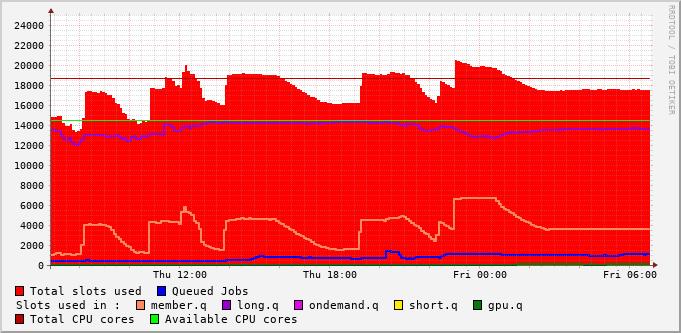 RRDTOOL / TOBI OETIKER
24000
22000
20000
18000
16000
14000
12000
10000
8000
6000
4000
2000
0
Thu 12:00 Thu 18:00 Fri 00:00 Fri 06:00
Total slots used Queued Jobs
Slots used in : member.q long.q ondemand.q short.q gpu.q
Total CPU cores Available CPU cores